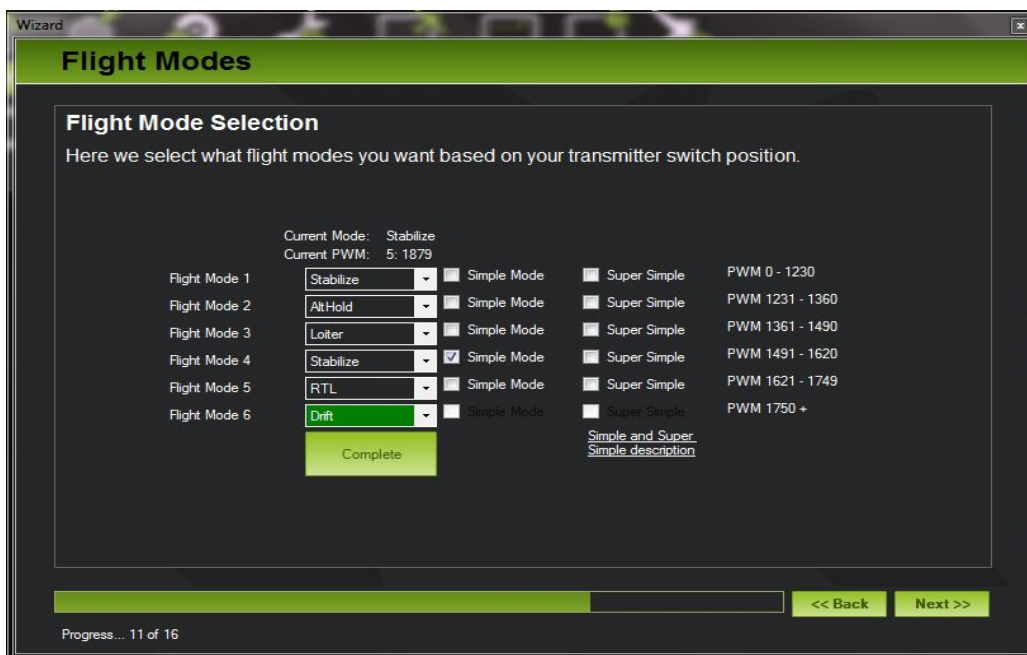 Wizard
Flight Modes
Flight Mode Selection
Here we select what flight modes you want based on your transmitter switch position.
Current Mode: Stabilize
Current PWM: 5: 1879
Flight Mode 1 Stabilize Simple Mode Super Simple PWM 0 - 1230
Flight Mode 2 AltHold Simple Mode Super Simple PWM 1231 - 1360
Flight Mode 3 Loiter Simple Mode Super Simple PWM 1361 - 1490
Flight Mode 4 Stabilize Simple Mode Super Simple PWM 1491 - 1620
Flight Mode 5 RTL Simple Mode Super Simple PWM 1621 - 1749
Flight Mode 6 Drift Simple Mode Super Simple PWM 1750 +
Complete
Simple and Super
Simple description
<< Back Next >>
Progress... 11 of 16